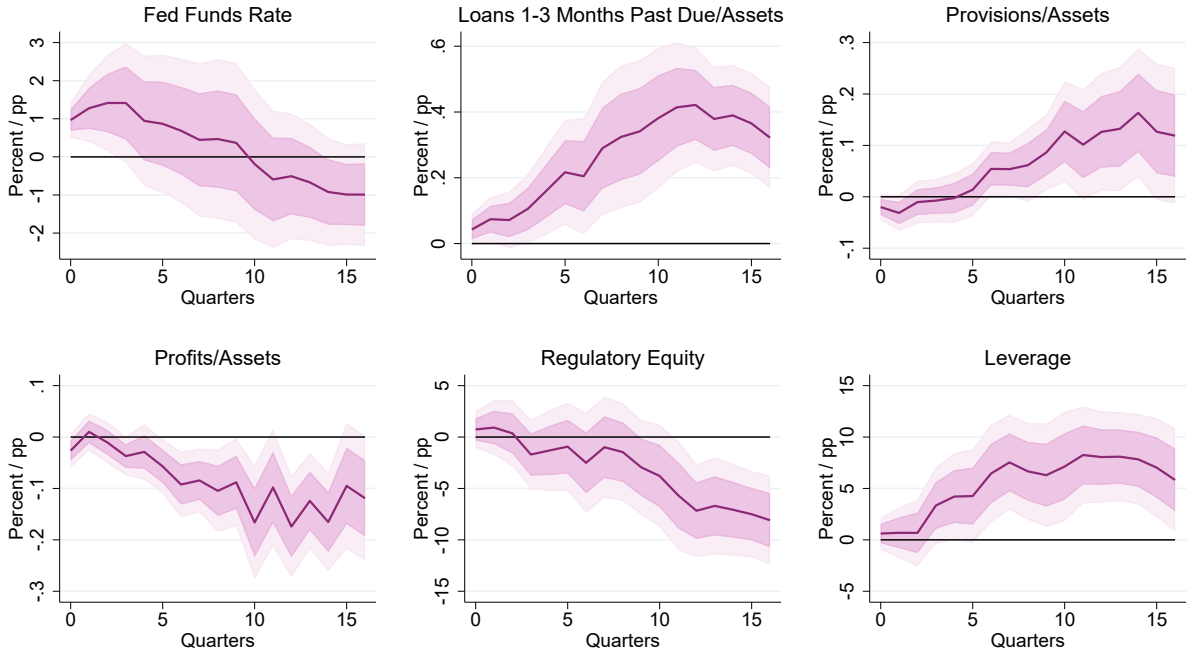 Fed Funds Rate
Percent / pp
3
2
1
0
-1
-2
0 5 10 15
Quarters
Loans 1-3 Months Past Due/Assets
Percent / pp
.6
.4
.2
0
0 5 10 15
Quarters
Provisions/Assets
Percent / pp
.3
.2
.1
0
-.1
0 5 10 15
Quarters
Profits/Assets
Percent / pp
.1
0
-.1
-.2
-.3
0 5 10 15
Quarters
Regulatory Equity
Percent / pp
5
0
-5
-10
-15
0 5 10 15
Quarters
Leverage
Percent / pp
15
10
5
0
-5
0 5 10 15
Quarters